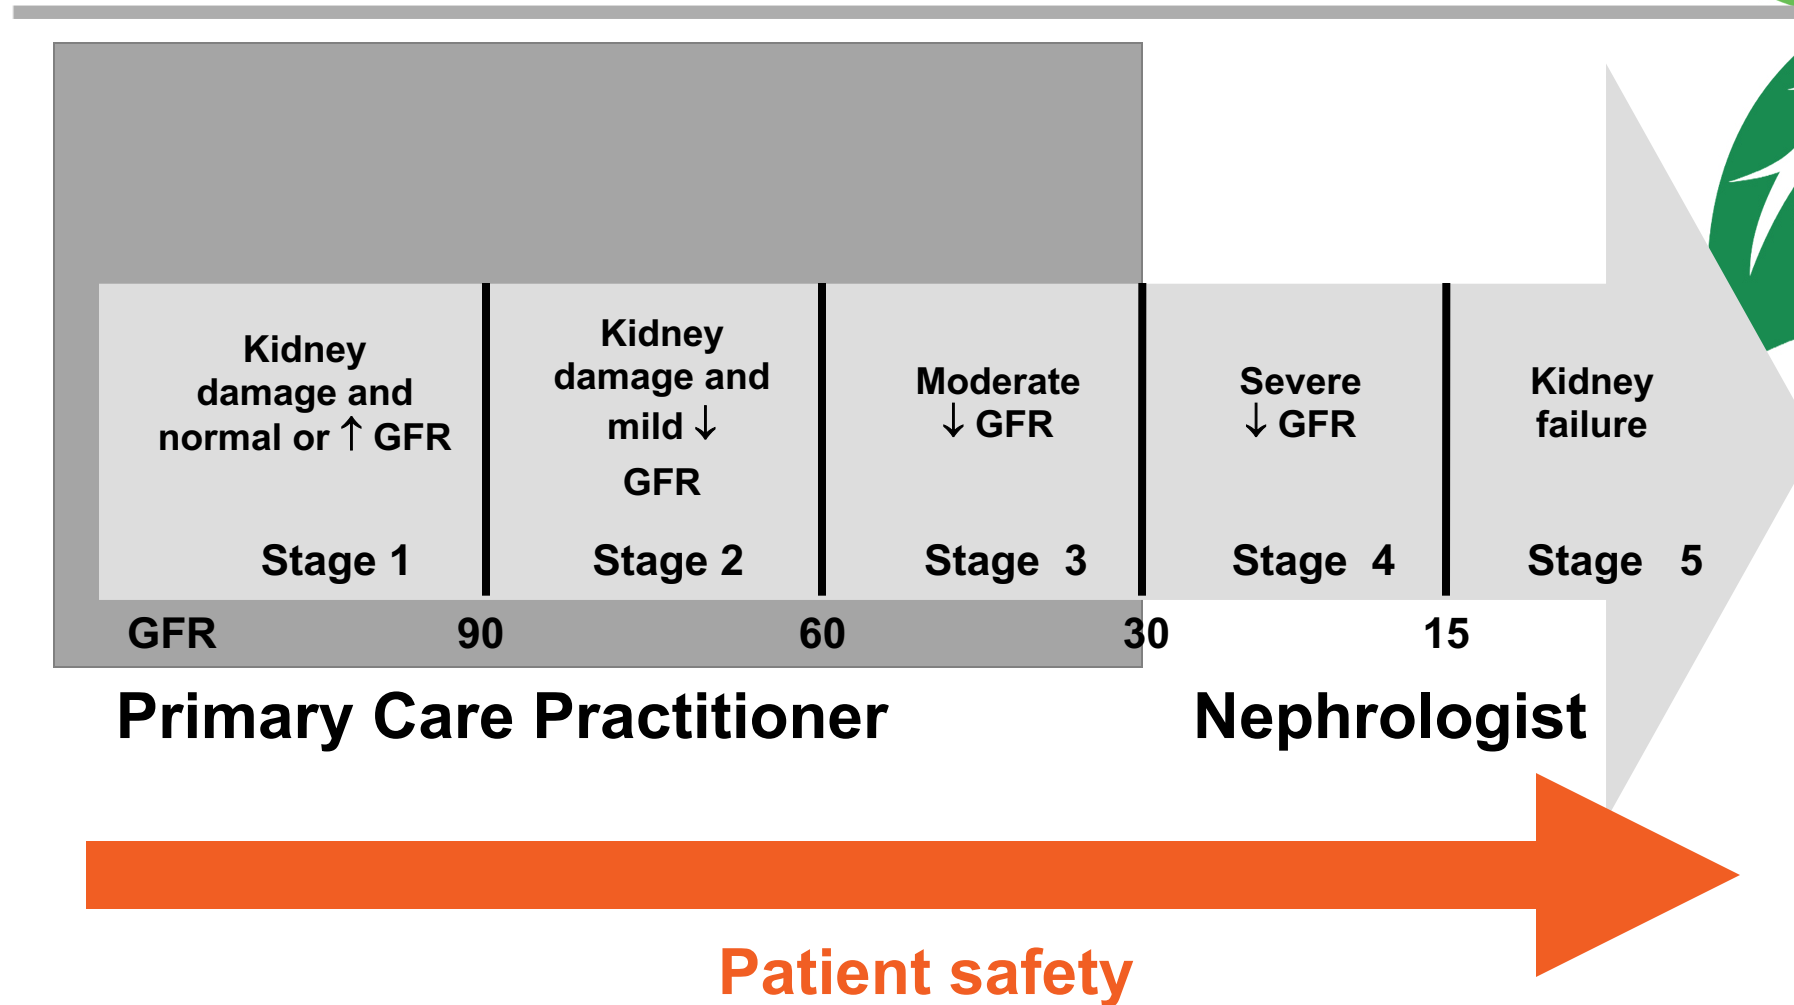 Kidney
damage and
normal or ↑ GFR
Kidney
damage and
mild ↓
GFR
Moderate
↓ GFR
Severe
↓ GFR
Kidney
failure
Stage 1
Stage 2
Stage 3
Stage 4
Stage 5
GFR 90 60 30 15
Primary Care Practitioner
Nephrologist
Patient safety